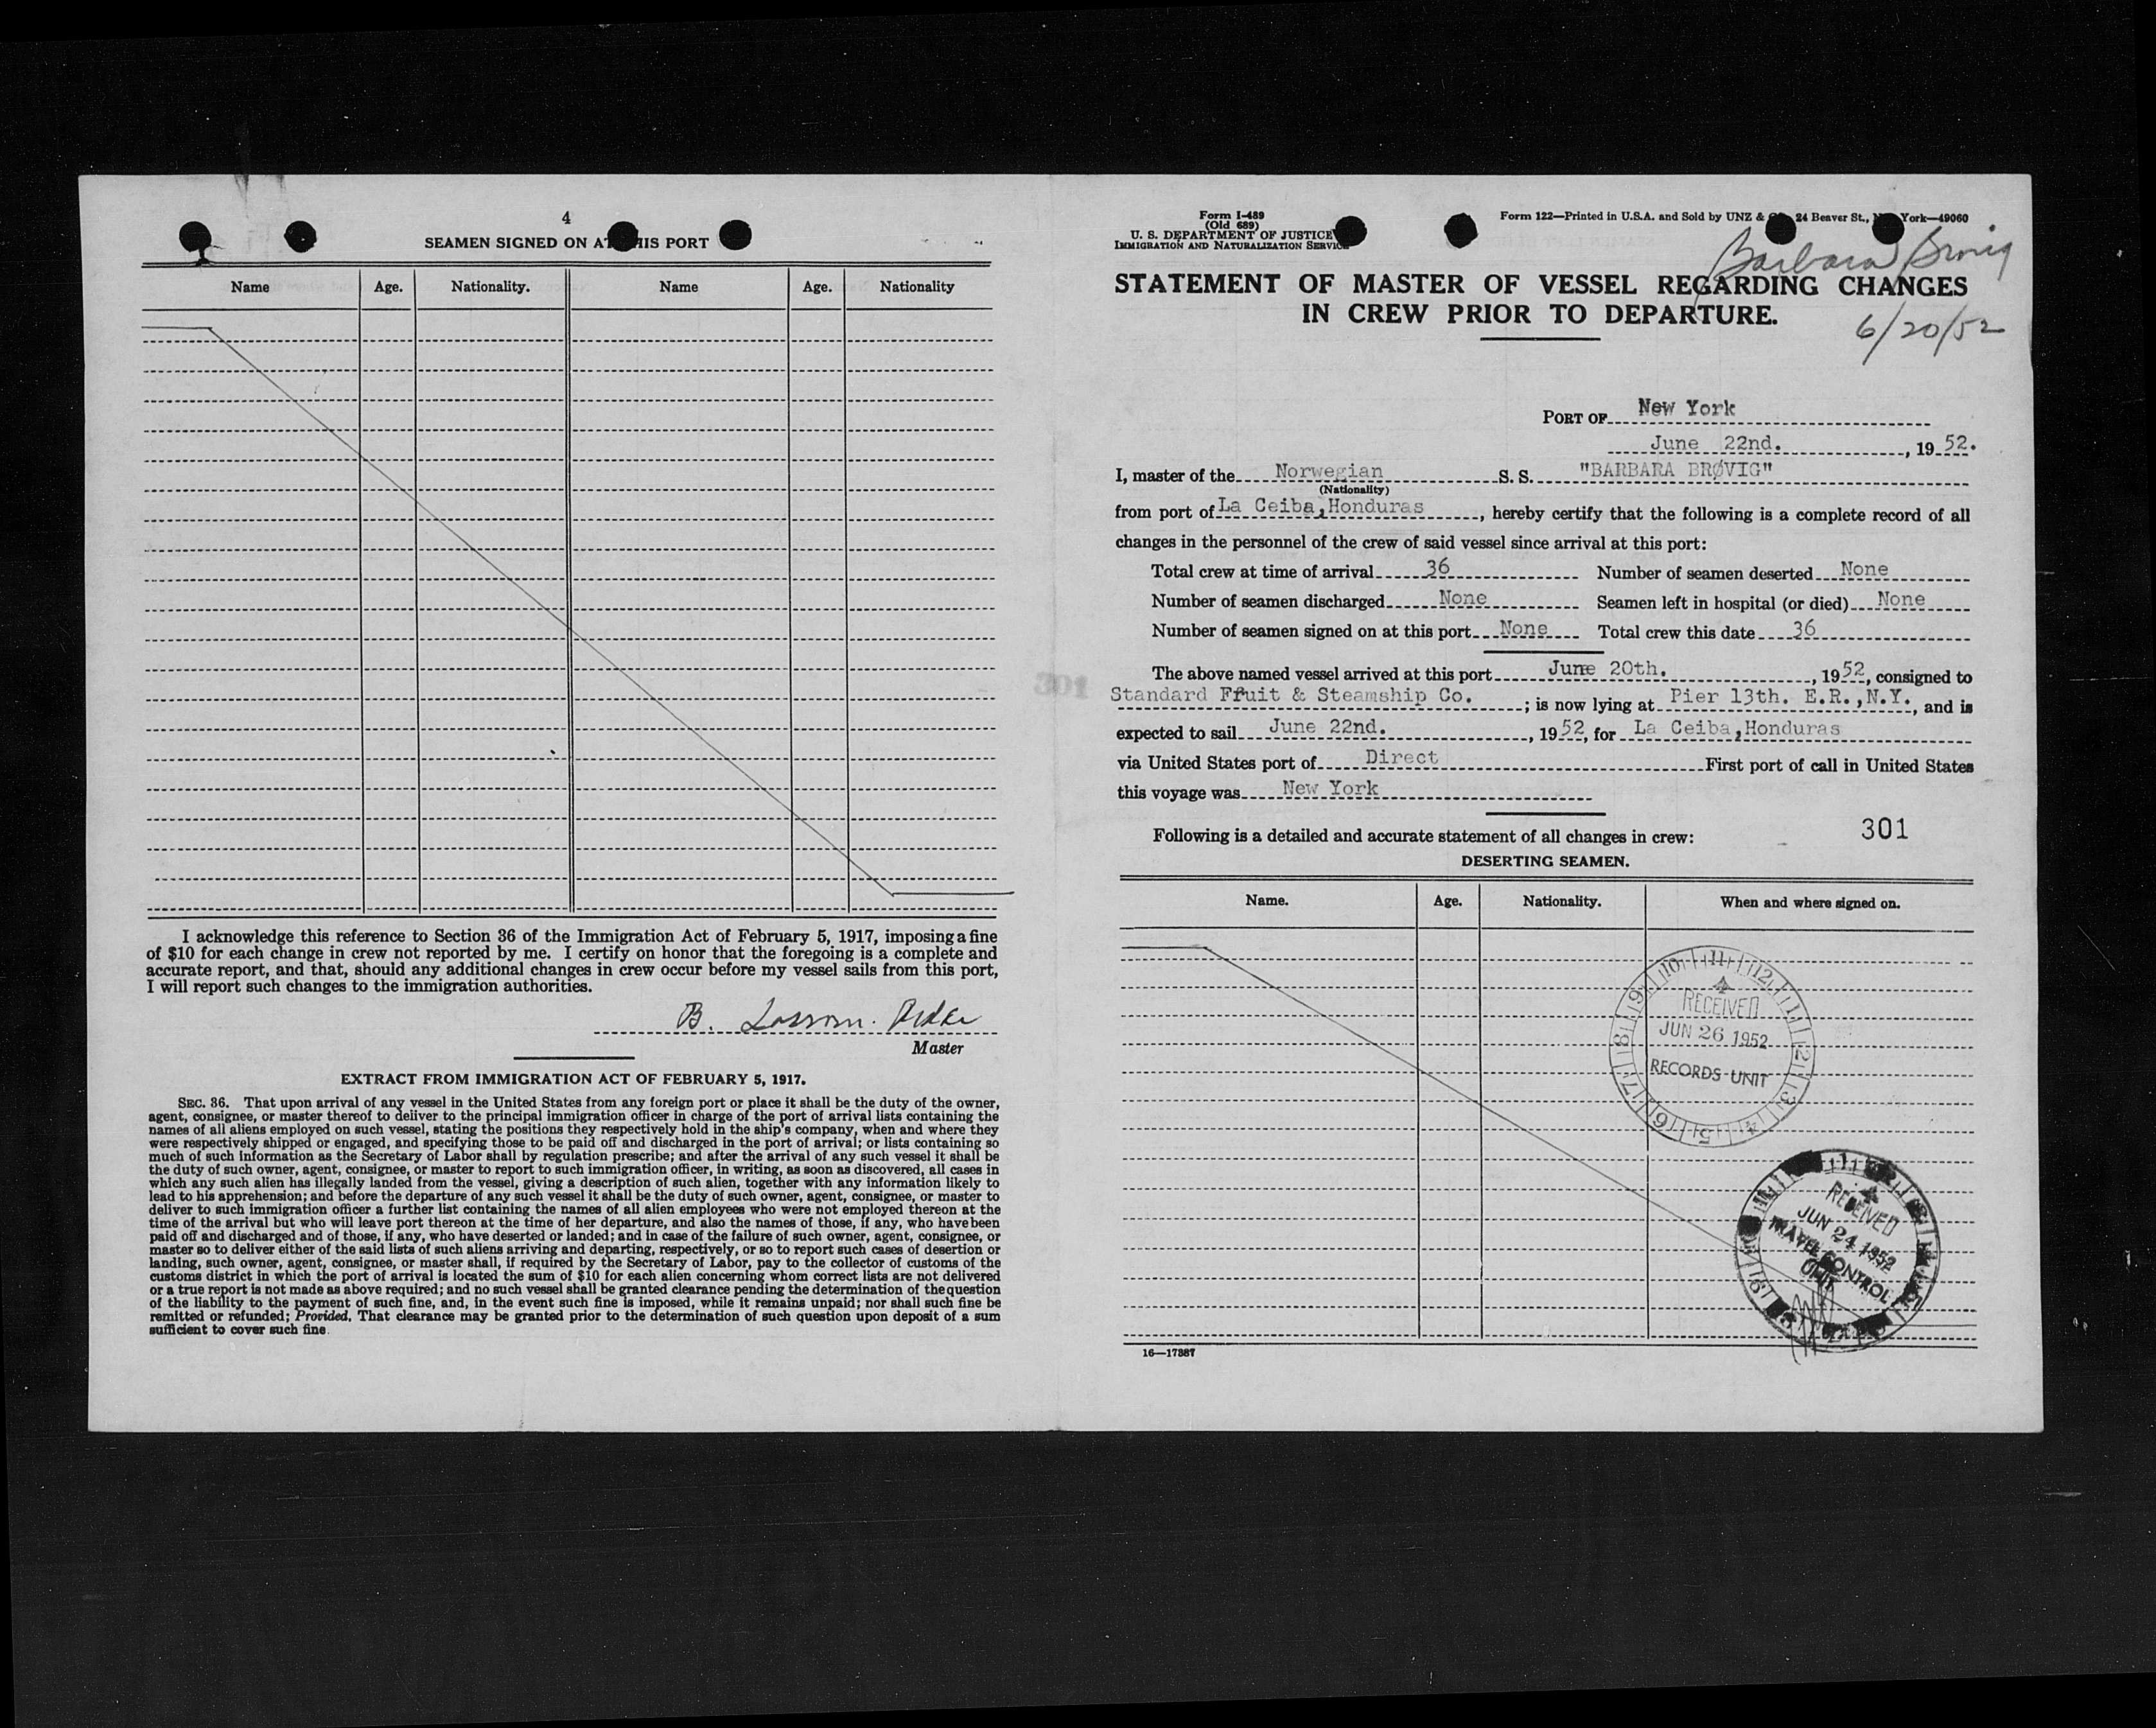 4
SEAMEN SIGNED ON AT THIS PORT
Name Age. Nationality. Name Age. Nationality
I acknowledge this reference to Section 36 of the Immigration Act of February 5, 1917, imposing a fine
of $10 for each change in crew not reported by me. I certify on honor that the foregoing is a complete and
accurate report, and that, should any additional changes in crew occur before my vessel sails from this port,
I will report such changes to the immigration authorities.
B.
Master
EXTRACT FROM IMMIGRATION ACT OF FEBRUARY 5, 1917.
SEC. 36. That upon arrival of any vessel in the United States from any foreign port or place it shall be the duty of the owner,
agent, consignee, or master thereof to deliver to the principal immigration officer in charge of the port of arrival lists containing the
names of all aliens employed on such vessel, stating the positions they respectively hold in the ship's company, when and where they
were respectively shipped or engaged, and specifying those to be paid off and discharged in the port of arrival; or lists containing so
much of such information as the Secretary of Labor shall by regulation prescribe; and after the arrival of any such vessel it shall be
the duty of such owner, agent, consignee, or master to report to such immigration officer, in writing, as soon as discovered, all cases in
which any such alien has illegally landed from the vessel, giving a description of such alien, together with any information likely to
lead to his apprehension; and before the departure of any such vessel it shall be the duty of such owner, agent, consignee, or master to
deliver to such immigration officer a further list containing the names of all alien employees who were not employed thereon at the
time of the arrival but who will leave port thereon at the time of her departure, and also the names of those, if any, who have been
paid off and discharged and of those, if any, who have deserted or landed; and in case of the failure of such owner, agent, consignee, or
master so to deliver either of the said lists of such aliens arriving and departing, respectively, or so to report such cases of desertion or
landing, such owner, agent, consignee, or master shall, if required by the Secretary of Labor, pay to the collector of customs of the
customs district in which the port of arrival is located the sum of $10 for each alien concerning whom correct lists are not delivered
or a true report is not made as above required; and no such vessel shall be granted clearance pending the determination of the question
of the liability to the payment of such fine, and, in the event such fine is imposed, while it remains unpaid; nor shall such fine be
remitted or refunded; Provided, That clearance may be granted prior to the determination of such question upon deposit of a sum
sufficient to cover such fine.
Form I-489
(Old 689)
U. S. DEPARTMENT OF JUSTICE
IMMIGRATION AND NATURALIZATION SERVICE
Form 122—Printed in U.S.A. and Sold by UNZ & CO. 24 Beaver St., New York—49060
Barbara Brovig
STATEMENT OF MASTER OF VESSEL REGARDING CHANGES
IN CREW PRIOR TO DEPARTURE.
6/20/52
PORT OF New York
June 22nd. , 19 52.
I, master of the Norwegian S. S. "BARBARA BRØVIG"
(Nationality)
from port of La Ceiba, Honduras , hereby certify that the following is a complete record of all
changes in the personnel of the crew of said vessel since arrival at this port:
Total crew at time of arrival 36 Number of seamen deserted None
Number of seamen discharged None Seamen left in hospital (or died) None
Number of seamen signed on at this port None Total crew this date 36
The above named vessel arrived at this port June 20th. , 19 52, consigned to
Standard Fruit & Steamship Co. ; is now lying at Pier 13th. E.R.,N.Y. , and is
expected to sail June 22nd. , 19 52, for La Ceiba, Honduras
via United States port of Direct First port of call in United States
this voyage was New York
301
Following is a detailed and accurate statement of all changes in crew:
301
DESERTING SEAMEN.
Name. Age. Nationality. When and where signed on.
RECEIVED
JUN 26 1952
RECORDS UNIT
RECEIVED
JUN 24 1952
TRAVEL CONTROL
UNIT
16—17887